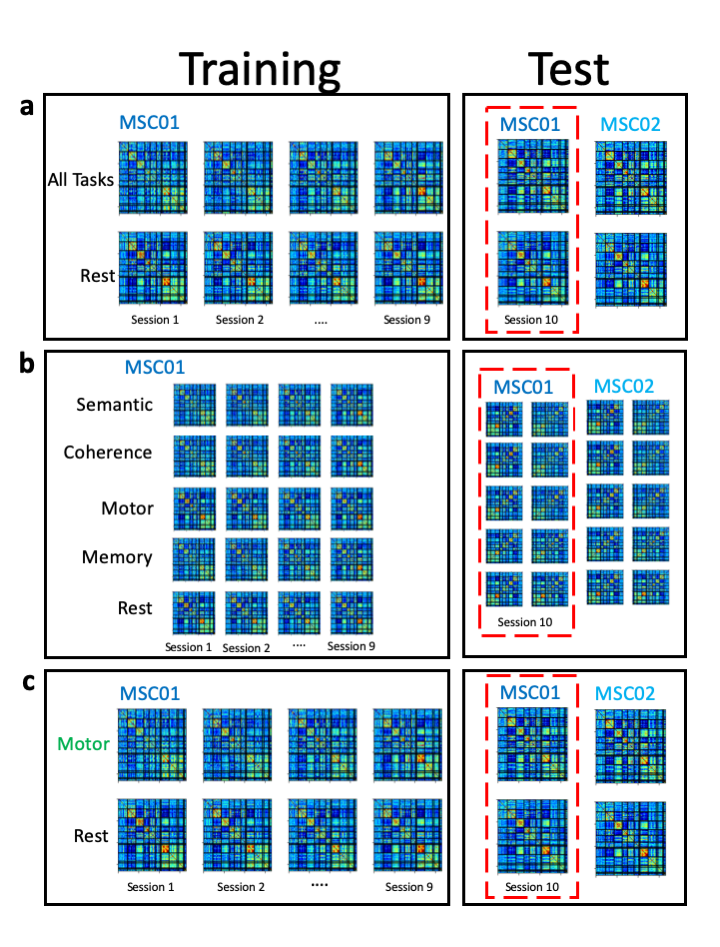 Training
Test
a
MSC01
MSC01
MSC02
All Tasks
Rest
Session 1
Session 2
....
Session 9
Session 10
b
MSC01
MSC01
MSC02
Semantic
Coherence
Motor
Memory
Rest
Session 1
Session 2
....
Session 9
Session 10
c
MSC01
MSC01
MSC02
Motor
Rest
Session 1
Session 2
....
Session 9
Session 10